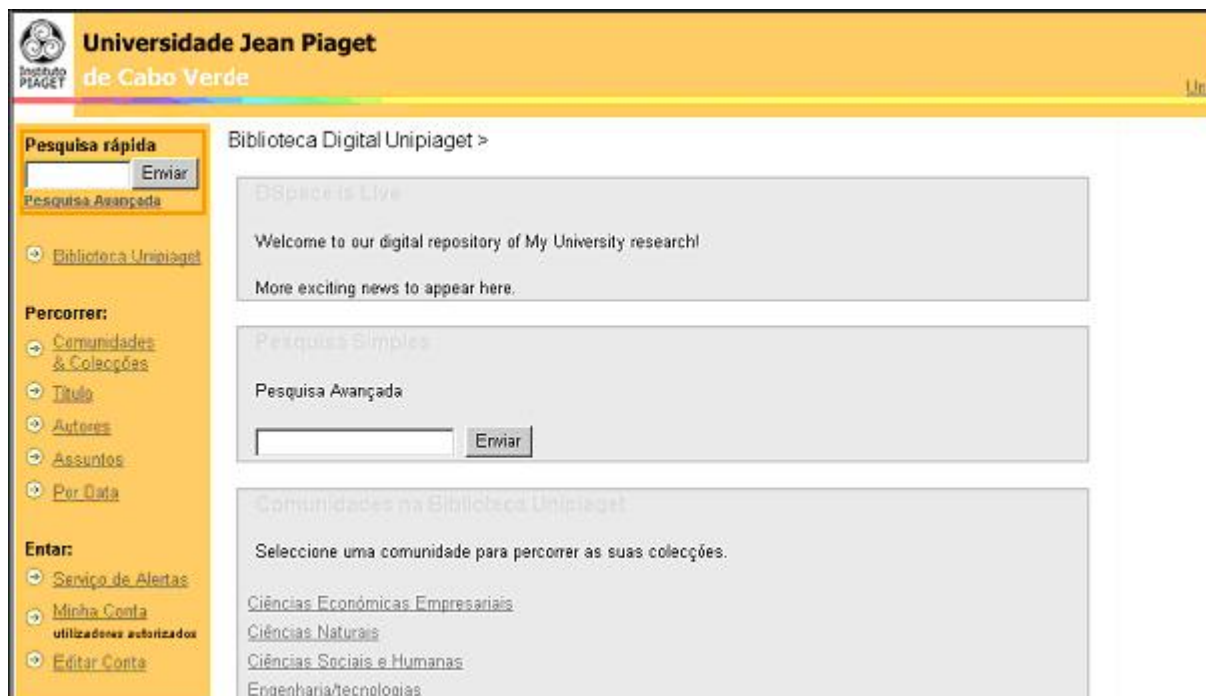 Universidade Jean Piaget
de Cabo Verde
Instituto
PIAGET
Pesquisa rápida
Enviar
Pesquisa Avançada
Biblioteca Unipiaget
Percorrer:
Comunidades
& Colecções
Título
Autores
Assuntos
Por Data
Entar:
Serviço de Alertas
Minha Conta
utilizadores autorizados
Editar Conta
Biblioteca Digital Unipiaget >
DSpace is Live
Welcome to our digital repository of My University research!
More exciting news to appear here.
Pesquisa Simples
Pesquisa Avançada
Enviar
Comunidades na Biblioteca Unipiaget
Seleccione uma comunidade para percorrer as suas colecções.
Ciências Económicas Empresariais
Ciências Naturais
Ciências Sociais e Humanas
Engenharia/tecnologias